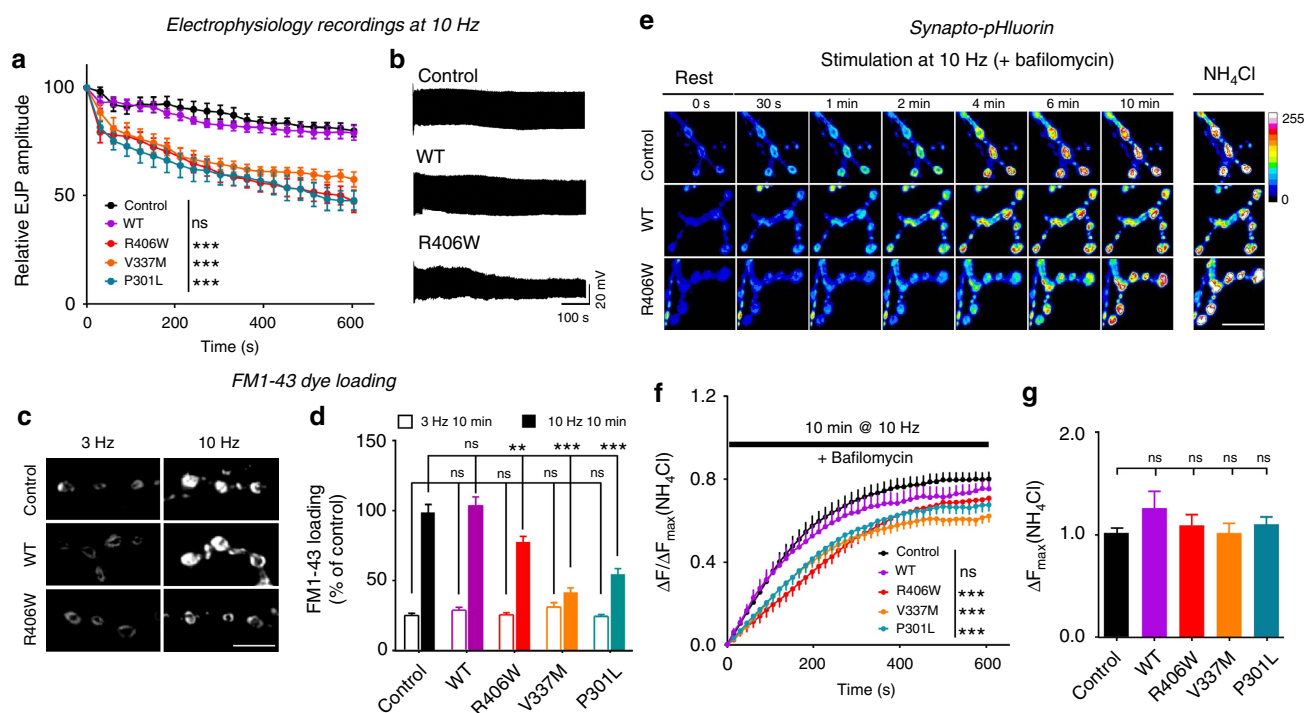 Electrophysiology recordings at 10 Hz
a
Relative EJP amplitude
100
50
0
0 200 400 600
Time (s)
Control
WT
R406W
V337M
P301L
ns
***
***
***
b
Control
WT
R406W
20 mV
100 s
FM1-43 dye loading
c
3 Hz 10 Hz
Control
WT
R406W
d
3 Hz 10 min 10 Hz 10 min
FM1-43 loading
(% of control)
150
100
50
0
ns ** *** ***
ns ns ns ns
Control WT R406W V337M P301L
e
Synapto-pHluorin
Stimulation at 10 Hz (+ bafilomycin)
Rest
NH4Cl
0 s 30 s 1 min 2 min 4 min 6 min 10 min
Control
WT
R406W
255
0
f
10 min @ 10 Hz
+ Bafilomycin
ΔF/ΔFmax(NH4Cl)
1.2
0.8
0.4
0.0
0 200 400 600
Time (s)
Control
WT
R406W
V337M
P301L
ns
***
***
***
g
ΔFmax(NH4Cl)
2.0
1.0
0.0
ns ns ns ns
Control WT R406W V337M P301L